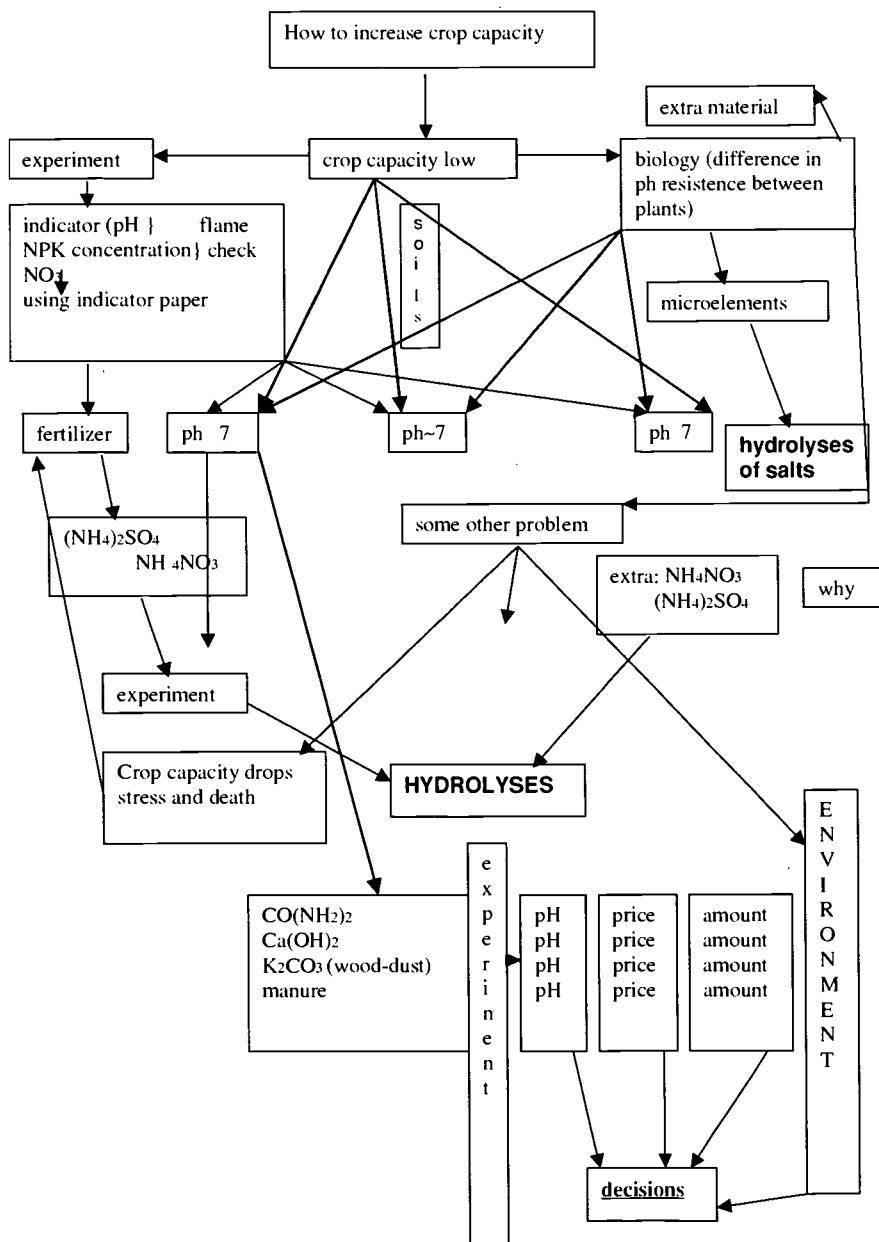 How to increase crop capacity
extra material
experiment
crop capacity low
biology (difference in
ph resistence between
plants)
indicator (pH } flame
NPK concentration} check
NO₃
using indicator paper
soils
microelements
fertilizer
ph 7
ph~7
ph 7
hydrolyses
of salts
some other problem
(NH₄)₂SO₄
NH ₄NO₃
extra: NH₄NO₃
(NH₄)₂SO₄
why
experiment
Crop capacity drops
stress and death
HYDROLYSES
ENVIRONMENT
experinent
CO(NH₂)₂
Ca(OH)₂
K₂CO₃ (wood-dust)
manure
pH
pH
pH
pH
price
price
price
price
amount
amount
amount
amount
decisions